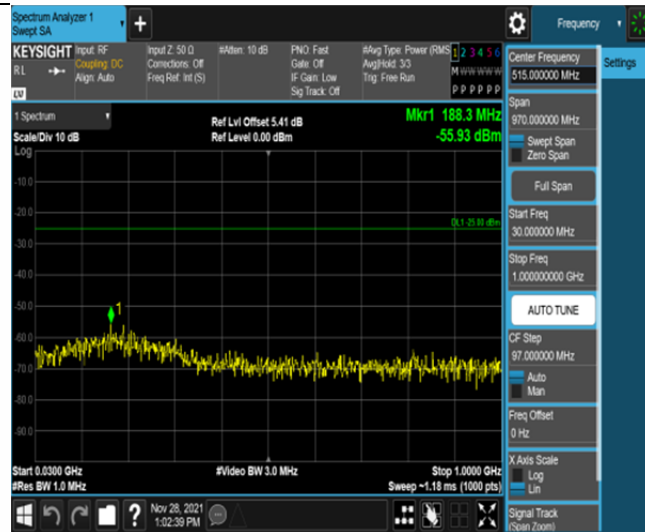 Spectrum Analyzer 1
Swept SA
+
Frequency
KEYSIGHT
RL
LXI
Input: RF
Coupling: DC
Align: Auto
Input Z: 50 Ω
Corrections: Off
Freq Ref: Int (S)
#Atten: 10 dB
PNO: Fast
Gate: Off
IF Gain: Low
Sig Track: Off
#Avg Type: Power (RMS
Avg|Hold: 3/3
Trig: Free Run
1 2 3 4 5 6
M W W W W W
P P P P P P
1 Spectrum
Scale/Div 10 dB
Log
Ref Lvl Offset 5.41 dB
Ref Level 0.00 dBm
Mkr1 188.3 MHz
-55.93 dBm
-10.0
-20.0
-30.0
-40.0
-50.0
-60.0
-70.0
-80.0
-90.0
DL1 -25.00 dBm
1
Start 0.0300 GHz
#Res BW 1.0 MHz
#Video BW 3.0 MHz
Stop 1.0000 GHz
Sweep ~1.18 ms (1000 pts)
?
Nov 28, 2021
1:02:39 PM
Center Frequency
515.000000 MHz
Settings
Span
970.000000 MHz
Swept Span
Zero Span
Full Span
Start Freq
30.000000 MHz
Stop Freq
1.000000000 GHz
AUTO TUNE
CF Step
97.000000 MHz
Auto
Man
Freq Offset
0 Hz
X Axis Scale
Log
Lin
Signal Track
(Span Zoom)